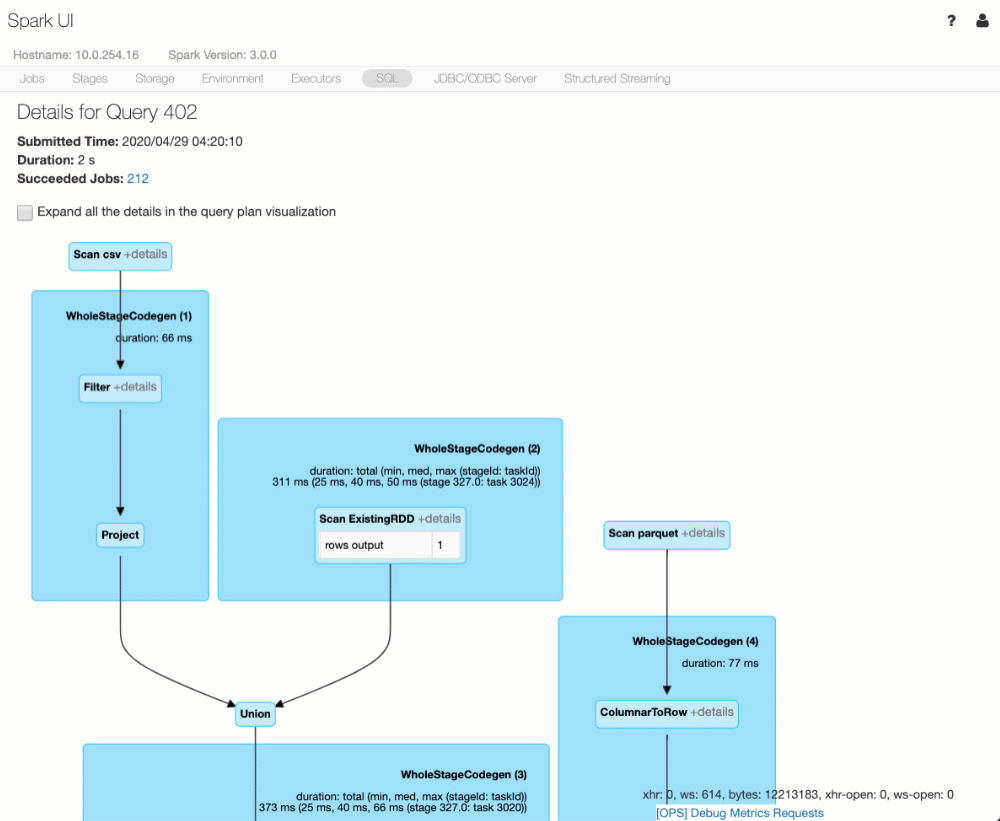 Spark UI
?
Hostname: 10.0.254.16 Spark Version: 3.0.0
Jobs Stages Storage Environment Executors SQL JDBC/ODBC Server Structured Streaming
Details for Query 402
Submitted Time: 2020/04/29 04:20:10
Duration: 2 s
Succeeded Jobs: 212
Expand all the details in the query plan visualization
Scan csv +details
WholeStageCodegen (1)
duration: 66 ms
Filter +details
Project
WholeStageCodegen (2)
duration: total (min, med, max (stageId: taskId))
311 ms (25 ms, 40 ms, 50 ms (stage 327.0: task 3024))
Scan ExistingRDD +details
rows output 1
Scan parquet +details
WholeStageCodegen (4)
duration: 77 ms
ColumnarToRow +details
Union
WholeStageCodegen (3)
duration: total (min, med, max (stageId: taskId))
373 ms (25 ms, 40 ms, 66 ms (stage 327.0: task 3020))
xhr: 0, ws: 614, bytes: 12213183, xhr-open: 0, ws-open: 0
[OPS] Debug Metrics Requests